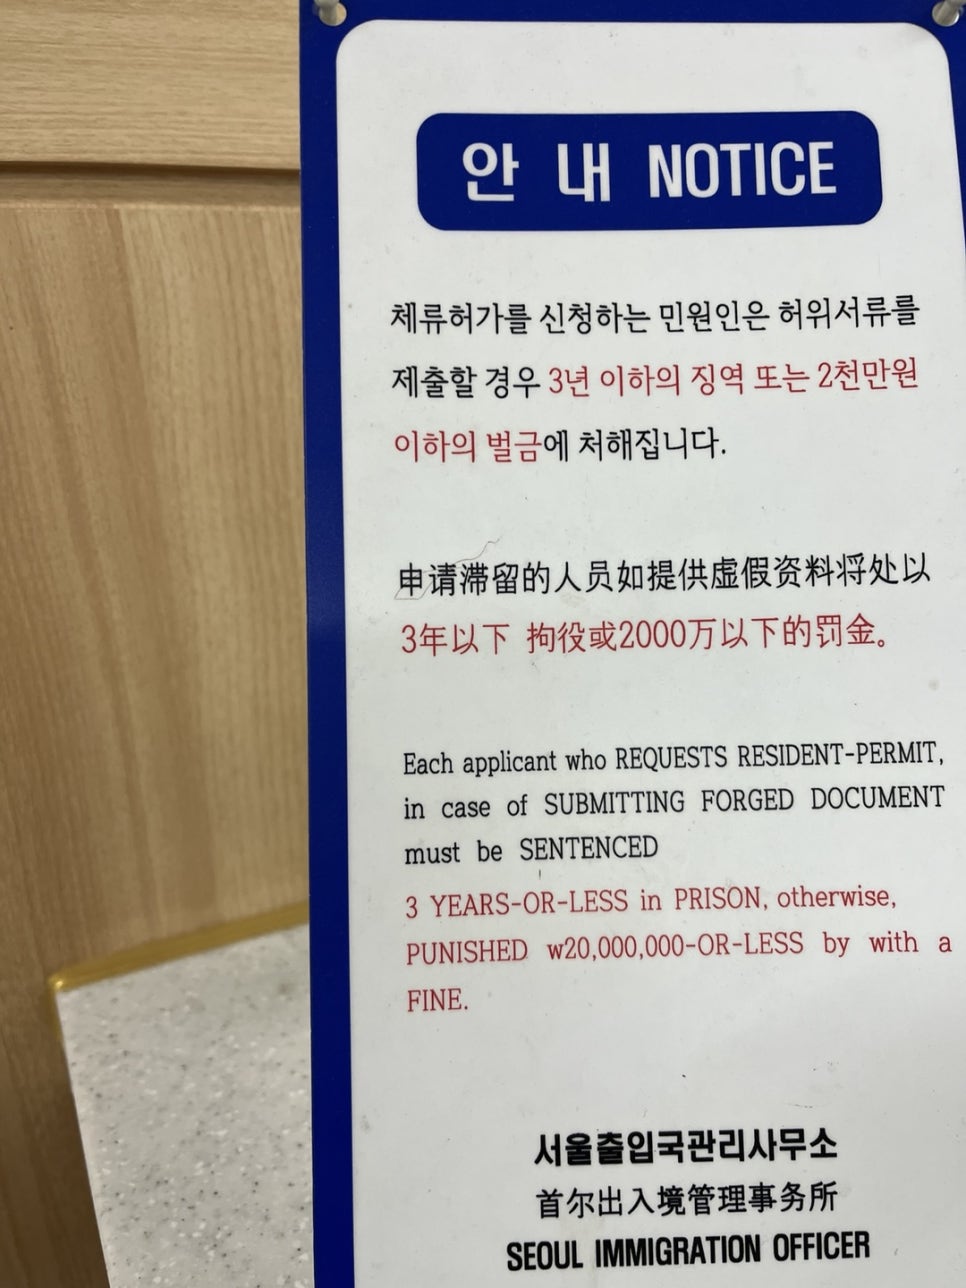 안 내 NOTICE
체류허가를 신청하는 민원인은 허위서류를
제출할 경우 3년 이하의 징역 또는 2천만원
이하의 벌금에 처해집니다.
申请滞留的人员如提供虚假资料将处以
3年以下 拘役或2000万以下的罚金。
Each applicant who REQUESTS RESIDENT-PERMIT,
in case of SUBMITTING FORGED DOCUMENT
must be SENTENCED
3 YEARS-OR-LESS in PRISON, otherwise,
PUNISHED w20,000,000-OR-LESS by with a
FINE.
서울출입국관리사무소
首尔出入境管理事务所
SEOUL IMMIGRATION OFFICER